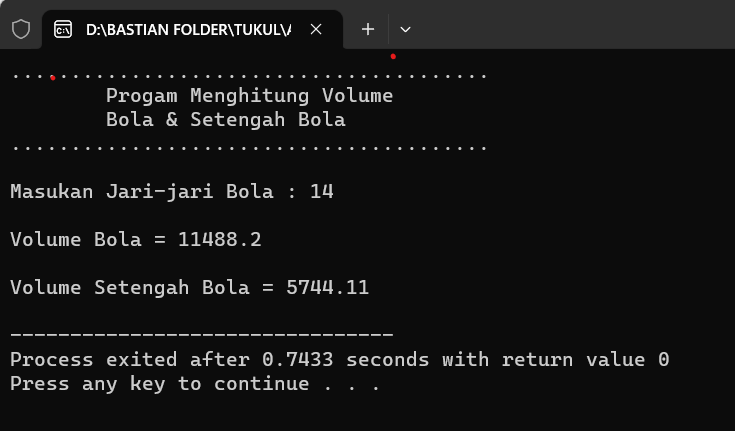 D:\BASTIAN FOLDER\TUKUL\
........................................
Progam Menghitung Volume
Bola & Setengah Bola
........................................
Masukan Jari-jari Bola : 14
Volume Bola = 11488.2
Volume Setengah Bola = 5744.11
--------------------------------
Process exited after 0.7433 seconds with return value 0
Press any key to continue . . .